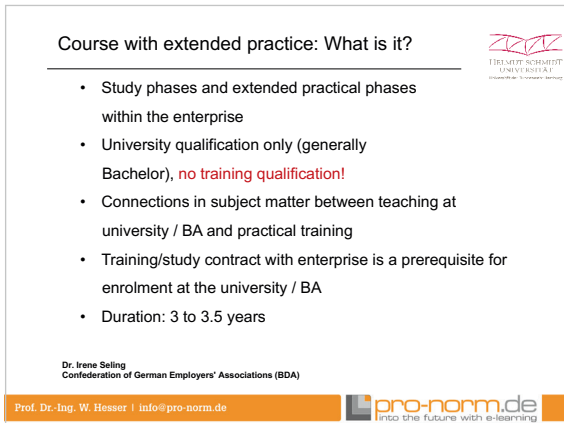 Course with extended practice: What is it?
HELMUT SCHMIDT
UNIVERSITÄT
• Study phases and extended practical phases
within the enterprise
• University qualification only (generally
Bachelor), no training qualification!
• Connections in subject matter between teaching at
university / BA and practical training
• Training/study contract with enterprise is a prerequisite for
enrolment at the university / BA
• Duration: 3 to 3.5 years
Dr. Irene Seling
Confederation of German Employers' Associations (BDA)
Prof. Dr.-Ing. W. Hesser I info@pro-norm.de
pro-norm.de
into the future with e-learning